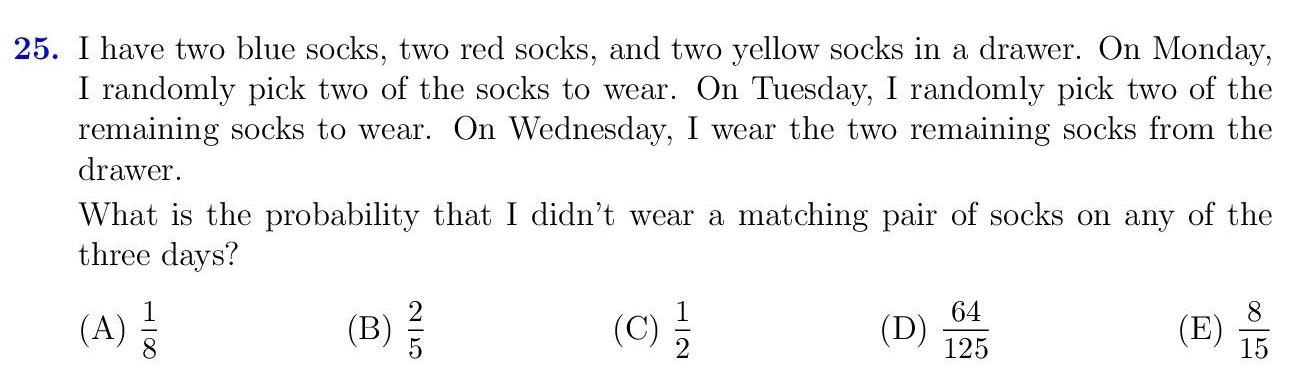 25. I have two blue socks, two red socks, and two yellow socks in a drawer. On Monday,
I randomly pick two of the socks to wear. On Tuesday, I randomly pick two of the
remaining socks to wear. On Wednesday, I wear the two remaining socks from the
drawer.
What is the probability that I didn't wear a matching pair of socks on any of the
three days?
(A) 1/8 (B) 2/5 (C) 1/2 (D) 64/125 (E) 8/15